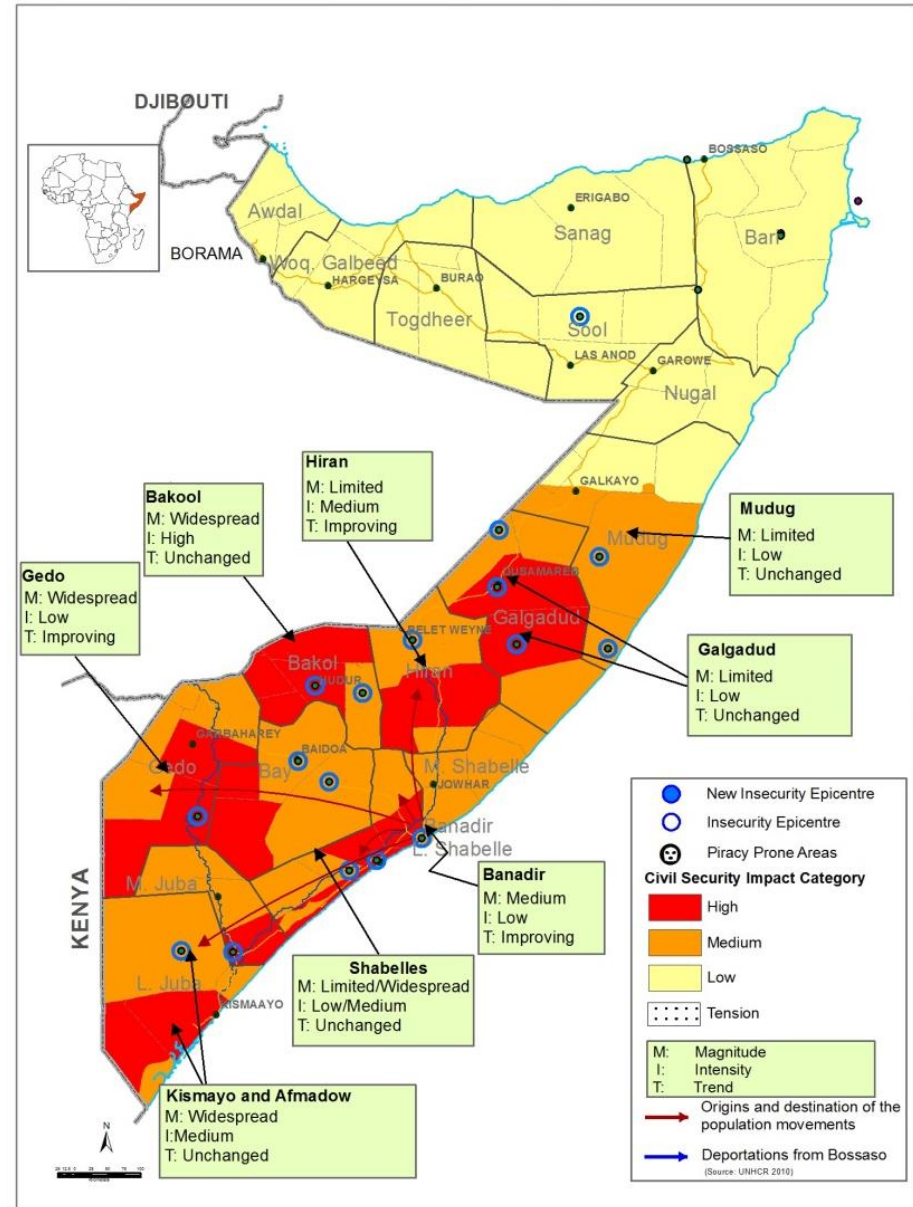 DJIBOUTI
BOSSASO
ERIGABO
Sanag
Bari
Awdal
BORAMA
Woq. Galbeed
HARGEYSA
BURAO
Togdheer
Sool
LAS ANOD
GAROWE
Nugal
GALKAYO
Hiran
M: Limited
I: Medium
T: Improving
Bakool
M: Widespread
I: High
T: Unchanged
Mudug
M: Limited
I: Low
T: Unchanged
Gedo
M: Widespread
I: Low
T: Improving
Mudug
DUSAMAREB
Galgadud
BELET WEYNE
Hiran
Bakol
HUDUR
Galgadud
M: Limited
I: Low
T: Unchanged
GARBAHAREY
Gedo
BAIDOA
Bay
M. Shabelle
JOWHAR
Banadir
L. Shabelle
M. Juba
KENYA
L. Juba
KISMAAYO
Banadir
M: Medium
I: Low
T: Improving
Shabelles
M: Limited/Widespread
I: Low/Medium
T: Unchanged
Kismayo and Afmadow
M: Widespread
I:Medium
T: Unchanged
N
New Insecurity Epicentre
Insecurity Epicentre
Piracy Prone Areas
Civil Security Impact Category
High
Medium
Low
Tension
M: Magnitude
I: Intensity
T: Trend
Origins and destination of the
population movements
Deportations from Bossaso
(Source: UNHCR 2010)